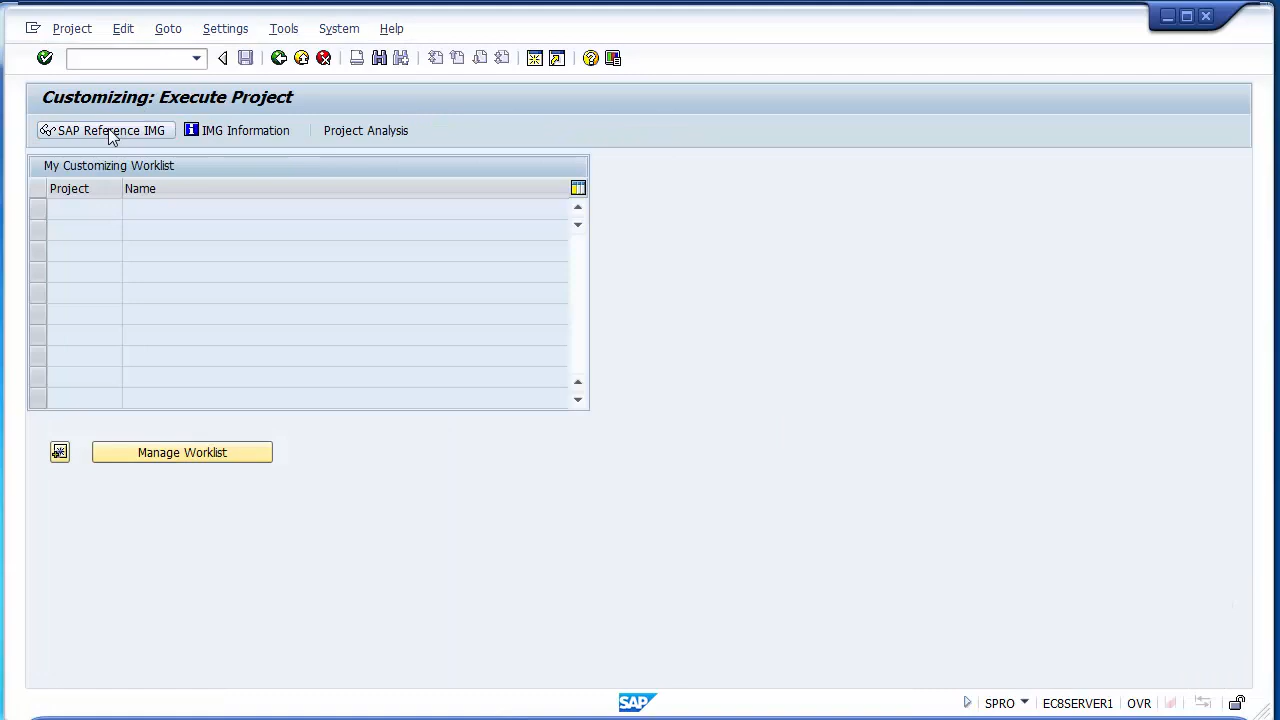 Project Edit Goto Settings Tools System Help
Customizing: Execute Project
SAP Reference IMG IMG Information Project Analysis
My Customizing Worklist
Project Name
Manage Worklist
SAP SPRO EC8SERVER1 OVR